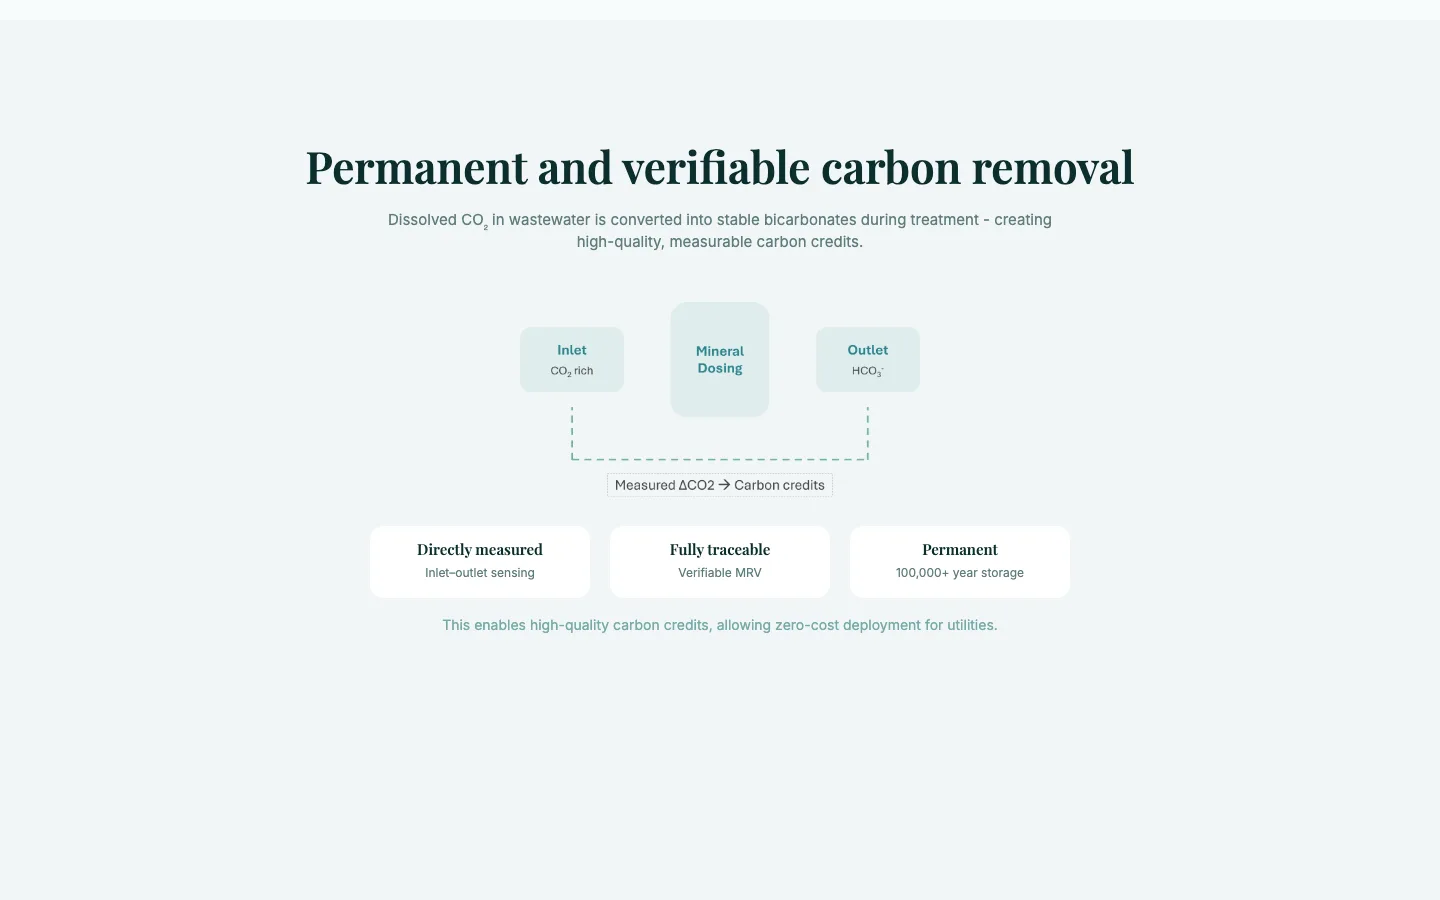 Permanent and verifiable carbon removal
Dissolved CO₂ in wastewater is converted into stable bicarbonates during treatment - creating
high-quality, measurable carbon credits.
Inlet
CO₂ rich
Mineral
Dosing
Outlet
HCO₃⁻
Measured ΔCO2 → Carbon credits
Directly measured
Inlet–outlet sensing
Fully traceable
Verifiable MRV
Permanent
100,000+ year storage
This enables high-quality carbon credits, allowing zero-cost deployment for utilities.